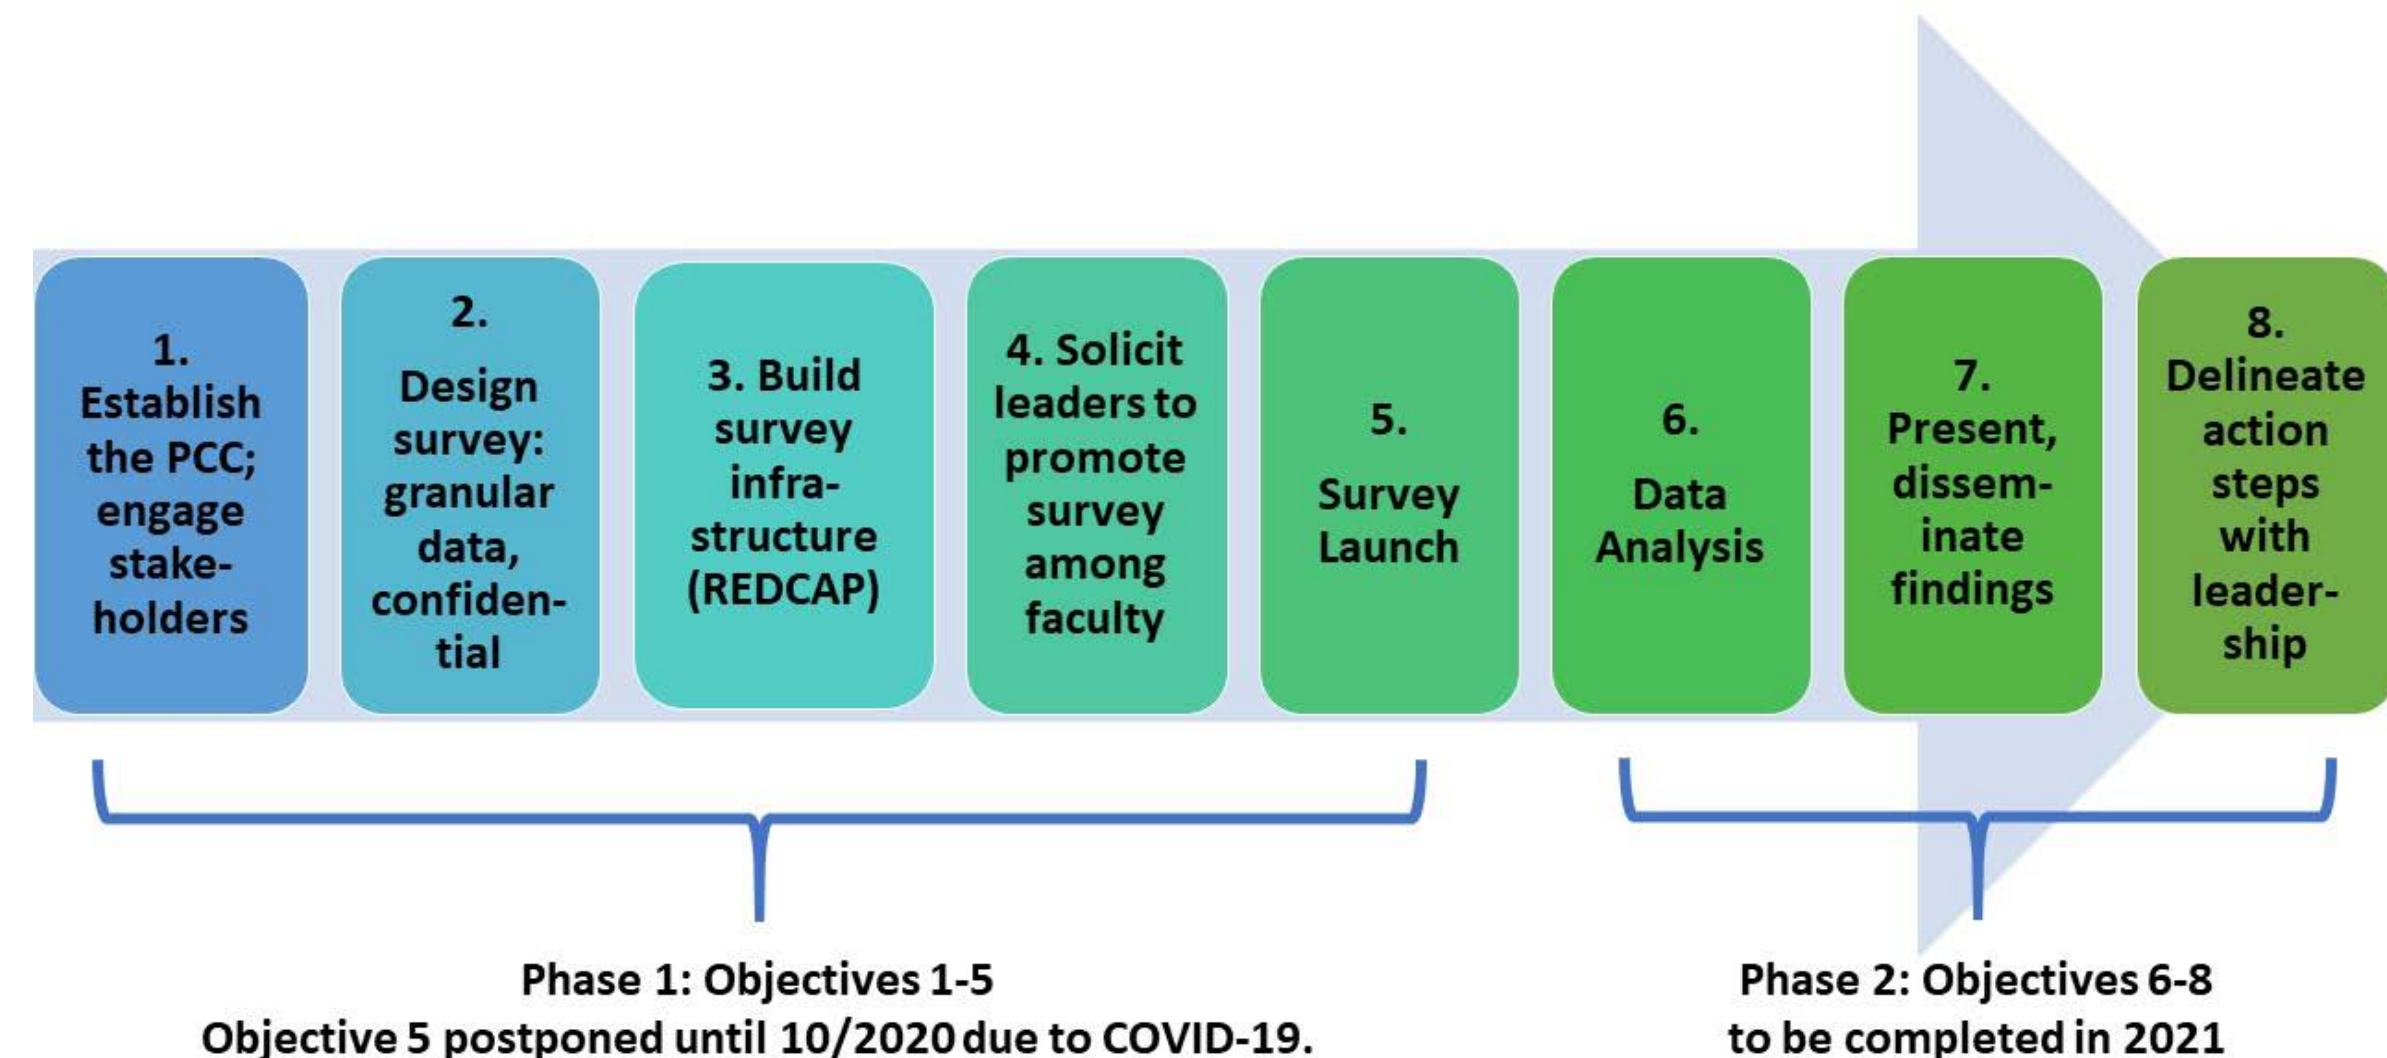 1.
Establish
the PCC;
engage
stake-
holders
2.
Design
survey:
granular
data,
confiden-
tial
3. Build
survey
infra-
structure
(REDCAP)
4. Solicit
leaders to
promote
survey
among
faculty
5.
Survey
Launch
6.
Data
Analysis
7.
Present,
dissem-
inate
findings
8.
Delineate
action
steps
with
leader-
ship
Phase 1: Objectives 1-5
Objective 5 postponed until 10/2020 due to COVID-19.
Phase 2: Objectives 6-8
to be completed in 2021